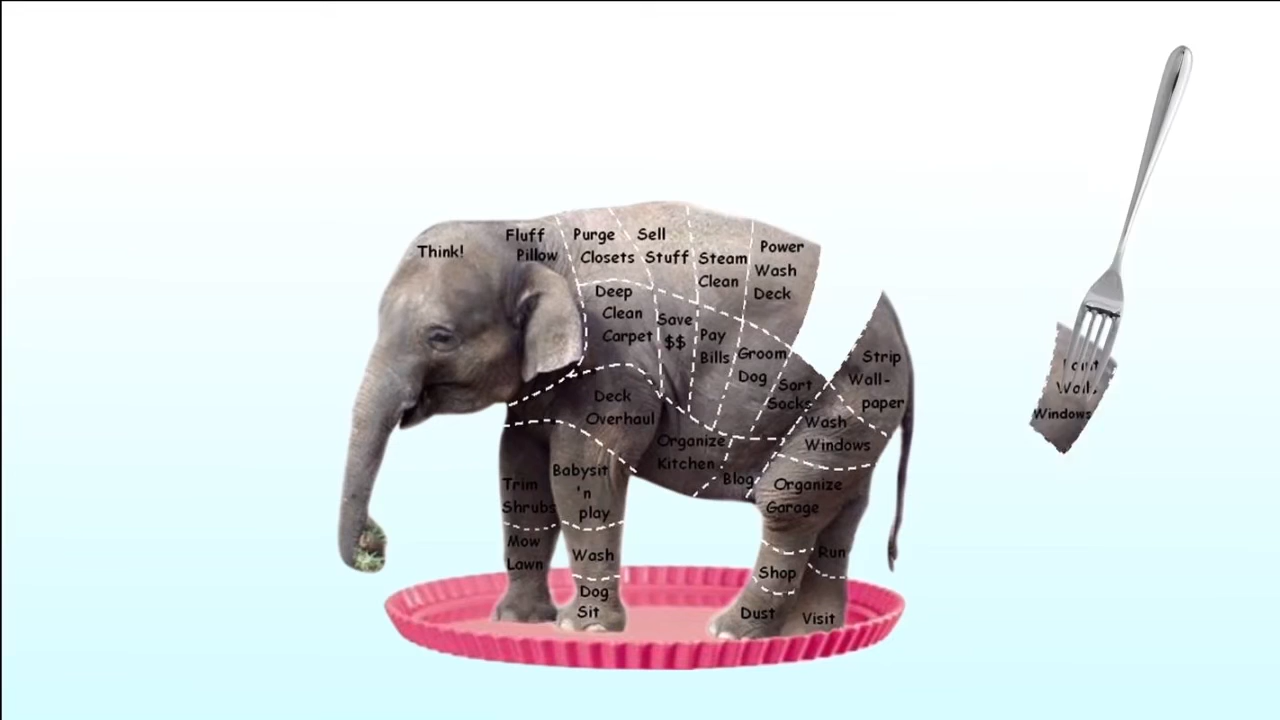 Think!
Fluff
Pillow
Purge
Closets
Sell
Stuff
Steam
Clean
Power
Wash
Deck
Deep
Clean
Carpet
Save
$$
Pay
Bills
Groom
Dog
Sort
Socks
Strip
Wall-
paper
Wash
Windows
Deck
Overhaul
Organize
Kitchen
Blog
Organize
Garage
Trim
Shrubs
Babysit
'n
play
Mow
Lawn
Wash
Dog
Sit
Shop
Run
Dust
Visit
Windows